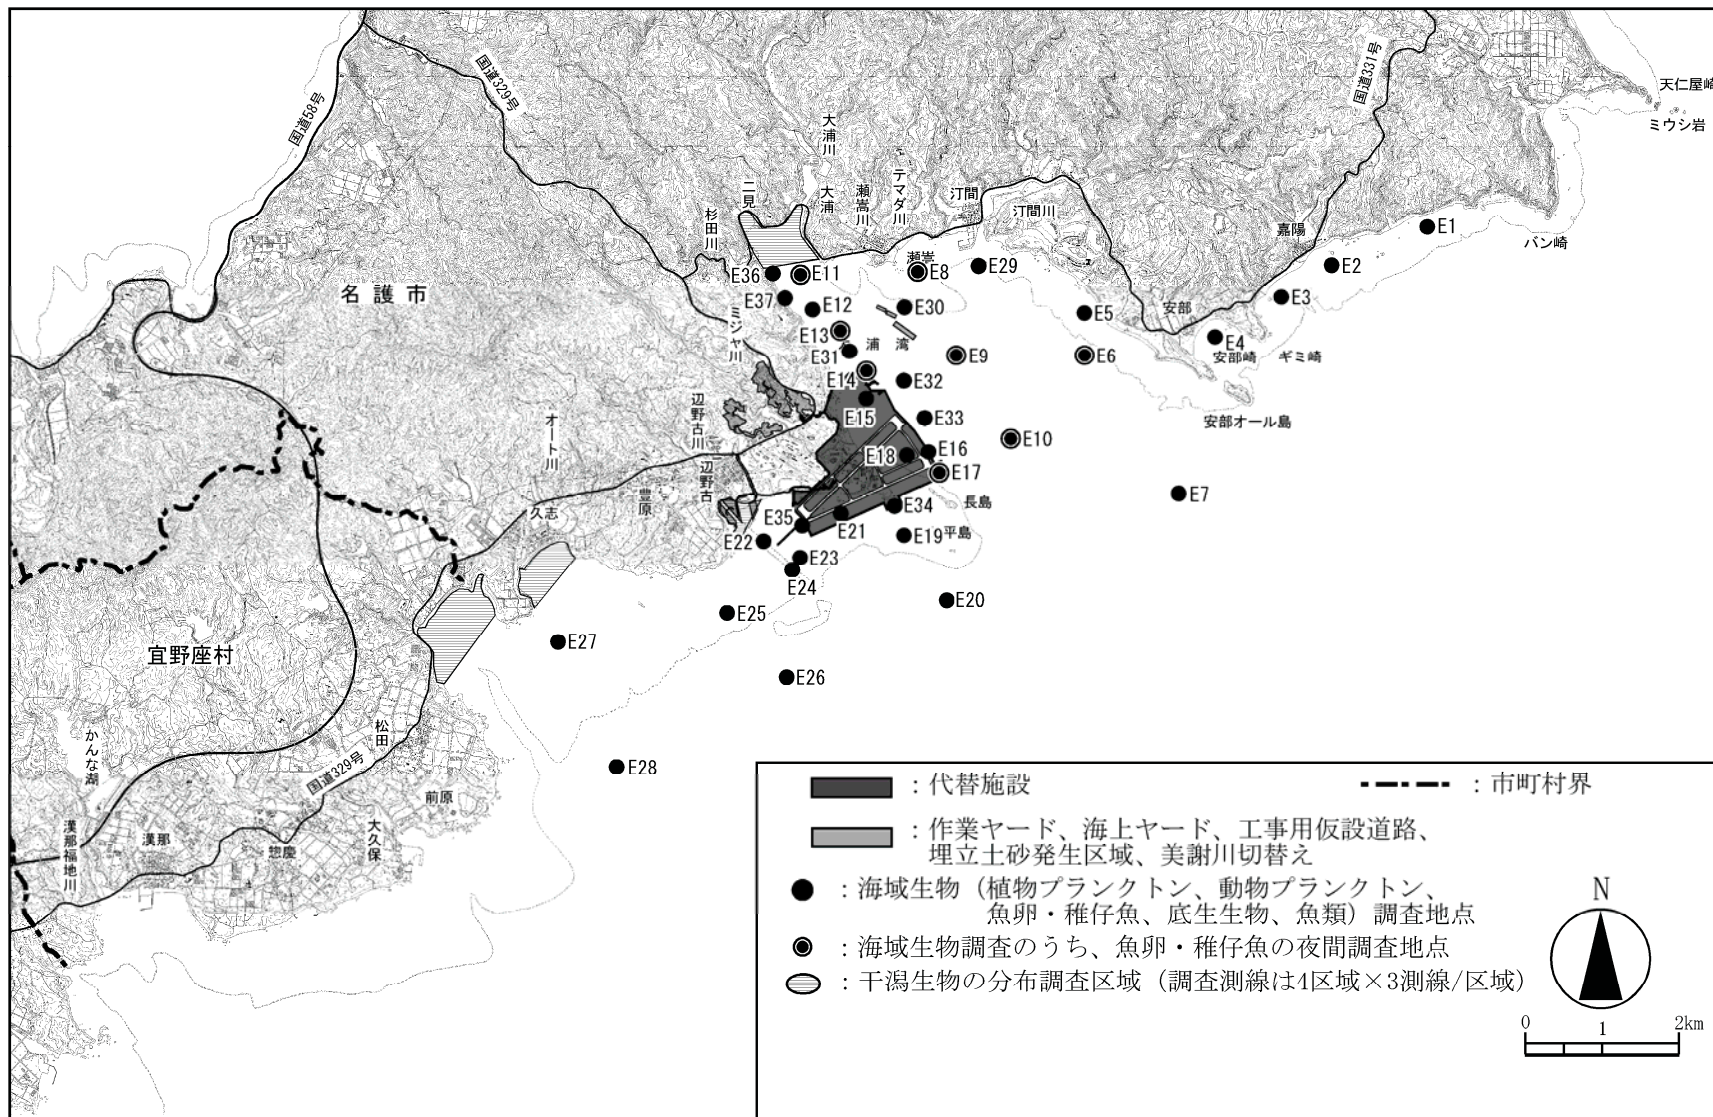 国道58号
国道329号
国道331号
天仁屋崎
ミウシ岩
バン崎
大浦川
大浦
二見
杉田川
瀬嵩川
テマダ川
汀間
汀間川
嘉陽
瀬嵩
安部
安部崎
ギミ崎
安部オール島
名護市
ミジャ川
浦
湾
E1
E2
E3
E4
E5
E6
E7
E8
E9
E10
E11
E12
E13
E14
E15
E16
E17
E18
E19
E20
E21
E22
E23
E24
E25
E26
E27
E28
E29
E30
E31
E32
E33
E34
E35
E36
E37
長島
平島
辺野古川
辺野古
オート川
豊原
久志
宜野座村
かんな湖
松田
国道329号
前原
大久保
惣慶
漢那
漢那福地川
：代替施設
：市町村界
：作業ヤード、海上ヤード、工事用仮設道路、
埋立土砂発生区域、美謝川切替え
：海域生物（植物プランクトン、動物プランクトン、
魚卵・稚仔魚、底生生物、魚類）調査地点
：海域生物調査のうち、魚卵・稚仔魚の夜間調査地点
：干潟生物の分布調査区域（調査測線は4区域×3測線/区域）
N
0 1 2km